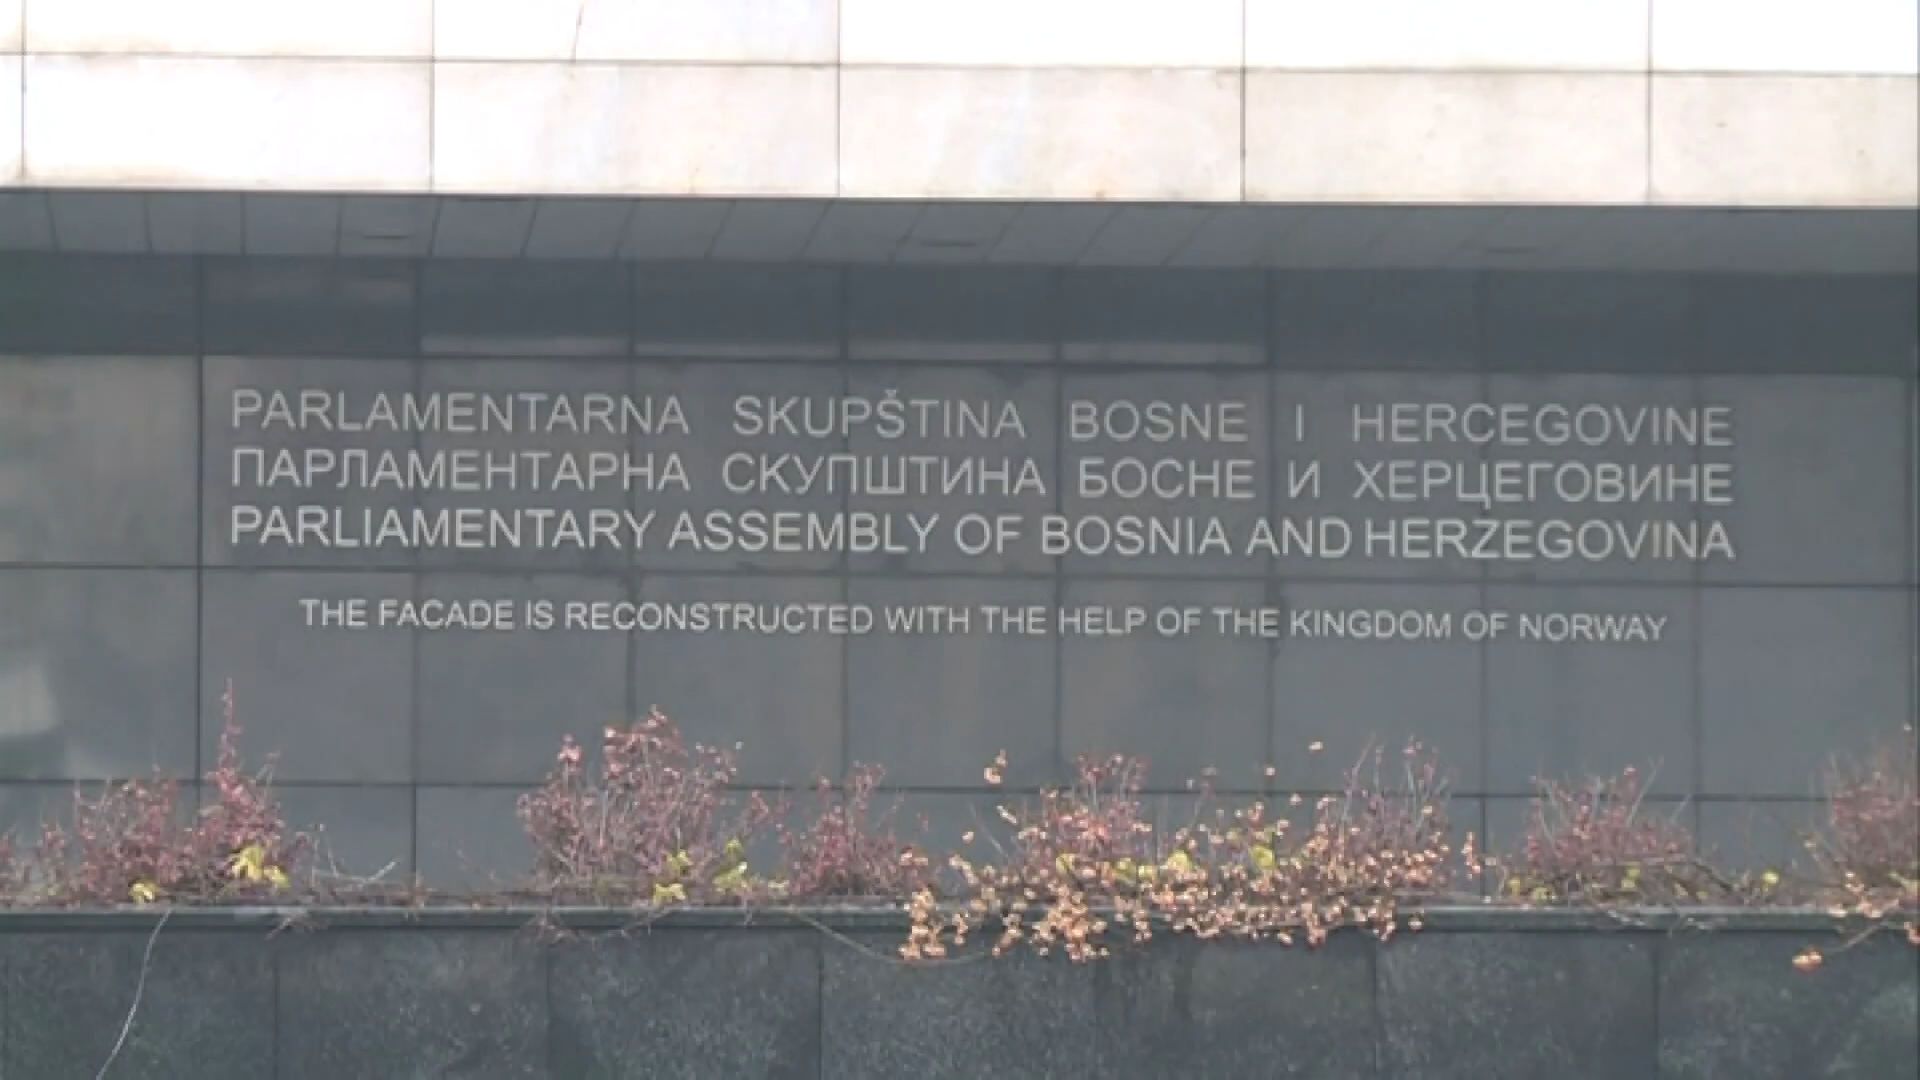 PARLAMENTARNA SKUPŠTINA BOSNE I HERCEGOVINE
ПАРЛАМЕНТАРНА СКУПШТИНА БОСНЕ И ХЕРЦЕГОВИНЕ
PARLIAMENTARY ASSEMBLY OF BOSNIA AND HERZEGOVINA
THE FACADE IS RECONSTRUCTED WITH THE HELP OF THE KINGDOM OF NORWAY